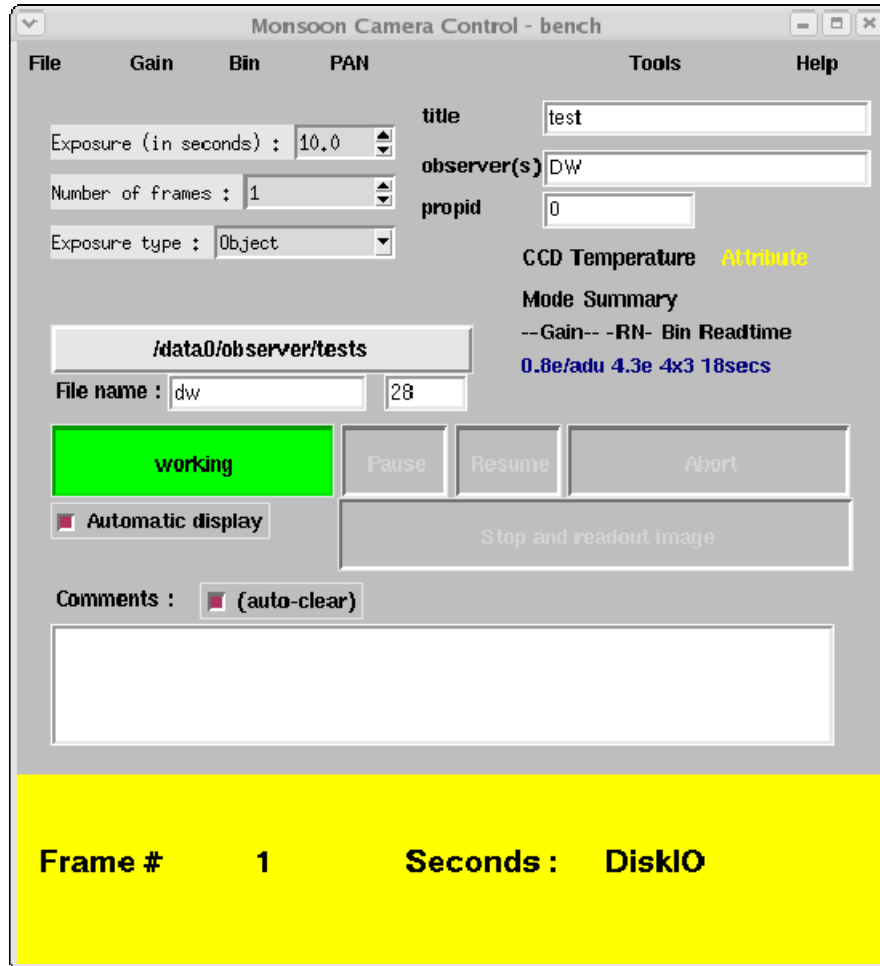 Monsoon Camera Control - bench
File Gain Bin PAN Tools Help
title test
Exposure (in seconds) : 10.0
observer(s) DW
Number of frames : 1
propid 0
Exposure type : Object
CCD Temperature Attribute
Mode Summary
--Gain-- -RN- Bin Readtime
0.8e/adu 4.3e 4x3 18secs
/data0/observer/tests
File name : dw 28
working Pause Resume Abort
Automatic display
Stop and readout image
Comments : (auto-clear)
Frame # 1 Seconds : DiskIO